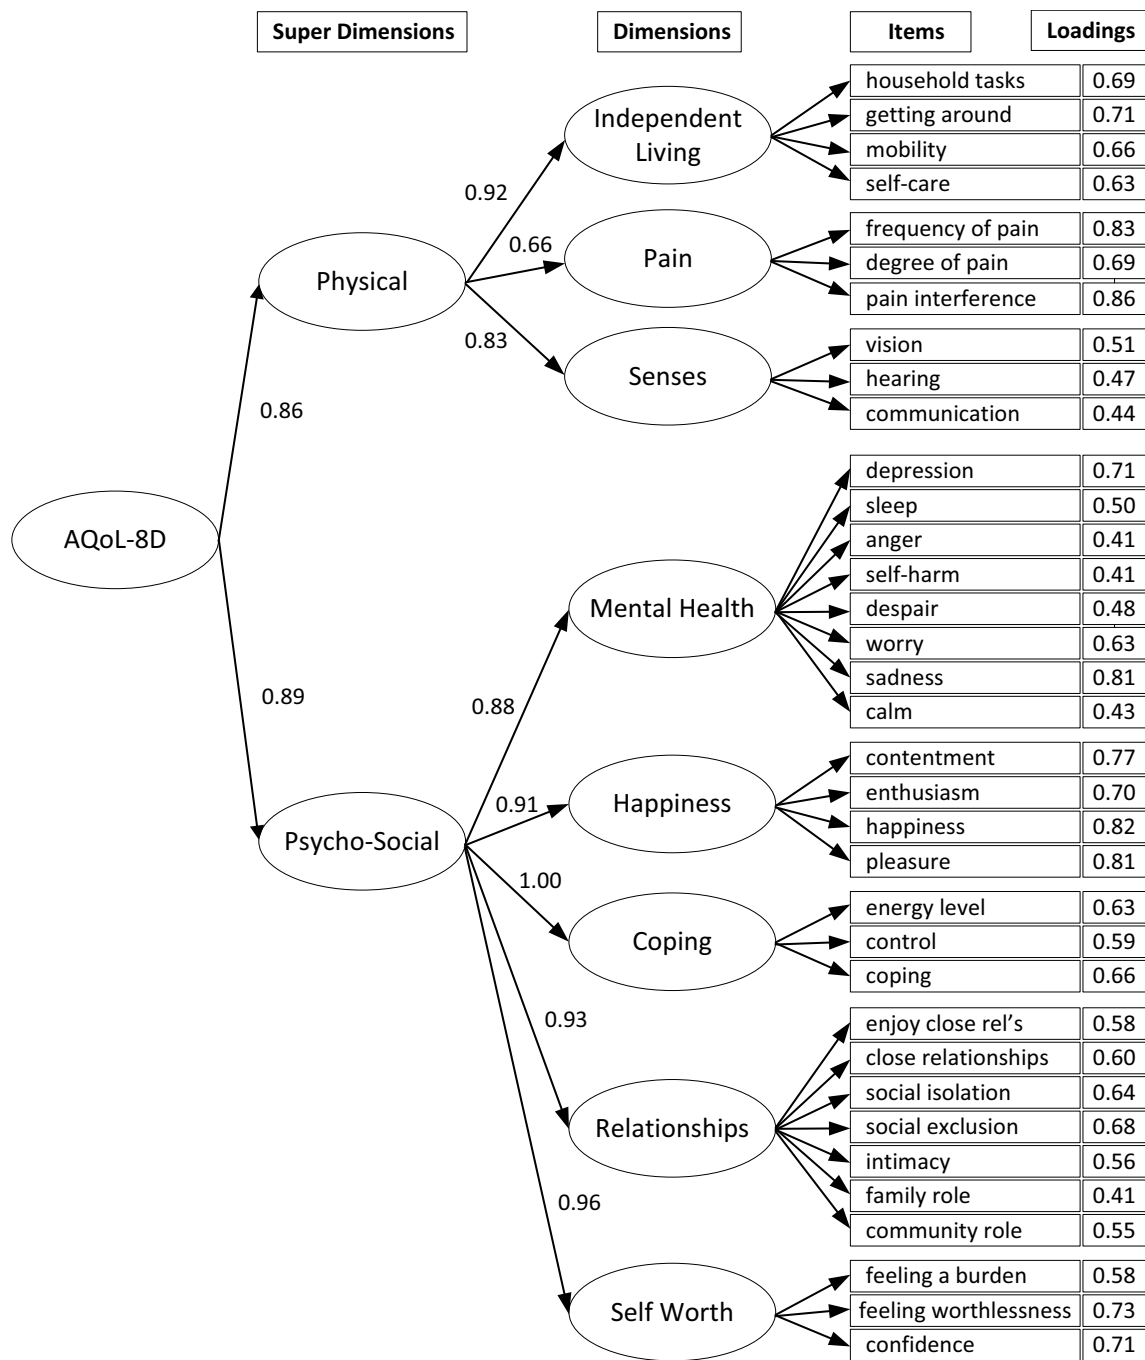 Super Dimensions Dimensions Items Loadings
household tasks 0.69
Independent
Living
getting around 0.71
mobility 0.66
self-care 0.63
0.92
frequency of pain 0.83
0.66
Pain
degree of pain 0.69
Physical
pain interference 0.86
0.83
vision 0.51
Senses
hearing 0.47
communication 0.44
0.86
depression 0.71
sleep 0.50
AQoL-8D
anger 0.41
self-harm 0.41
Mental Health
despair 0.48
worry 0.63
sadness 0.81
0.89
0.88
calm 0.43
contentment 0.77
enthusiasm 0.70
0.91
Happiness
happiness 0.82
Psycho-Social
pleasure 0.81
1.00
energy level 0.63
Coping
control 0.59
coping 0.66
0.93
enjoy close rel's 0.58
close relationships 0.60
social isolation 0.64
Relationships
social exclusion 0.68
intimacy 0.56
family role 0.41
0.96
community role 0.55
feeling a burden 0.58
Self Worth
feeling worthlessness 0.73
confidence 0.71